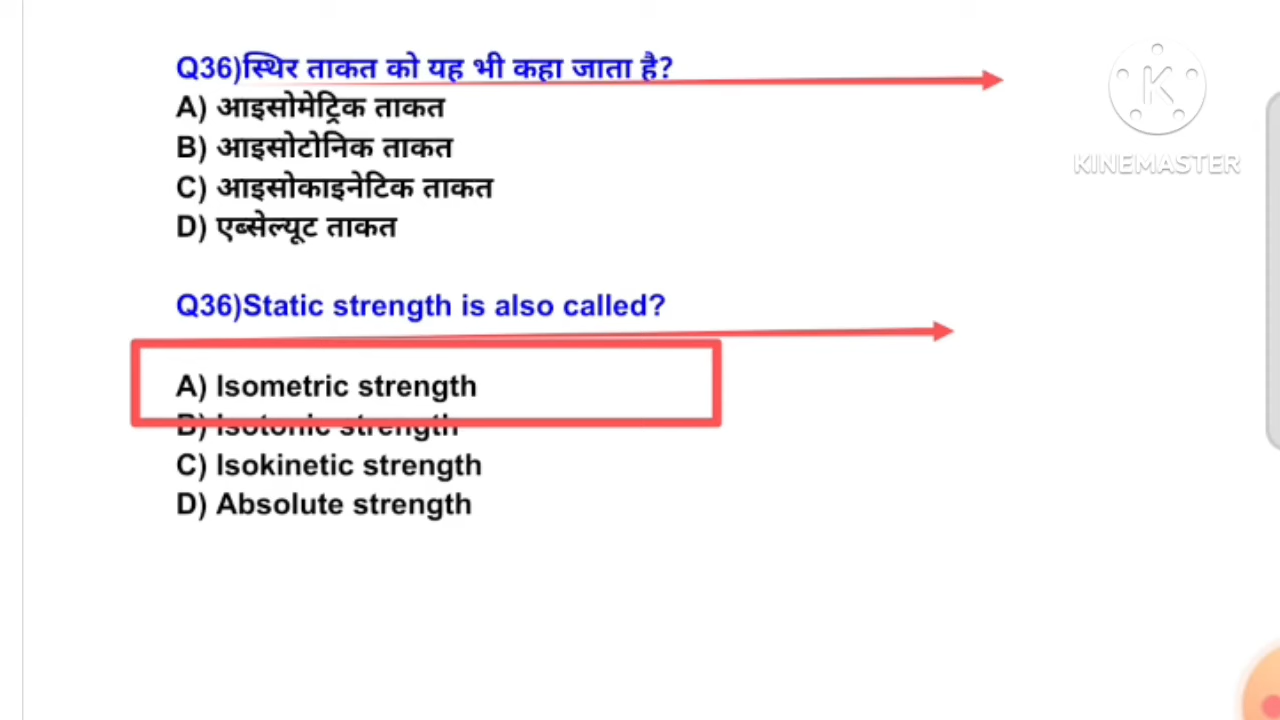 Q36)स्थिर ताकत को यह भी कहा जाता है?
A) आइसोमेट्रिक ताकत
B) आइसोटोनिक ताकत
C) आइसोकाइनेटिक ताकत
D) एब्सेल्यूट ताकत
Q36)Static strength is also called?
A) Isometric strength
B) Isotonic strength
C) Isokinetic strength
D) Absolute strength
K
KINEMASTER